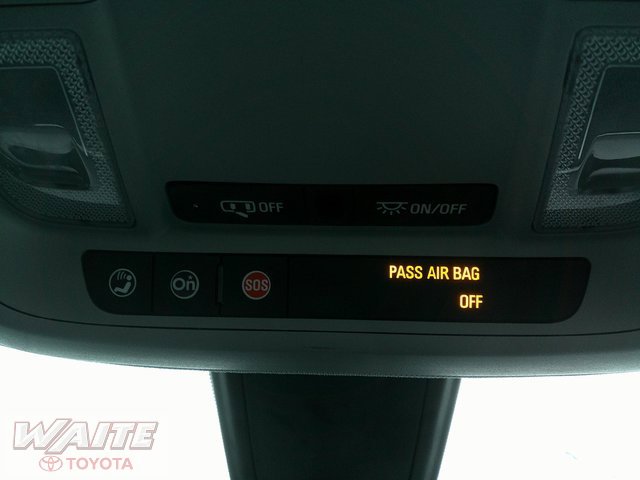 OFF
ON/OFF
On
SOS
PASS AIR BAG
OFF
WAITE
TOYOTA